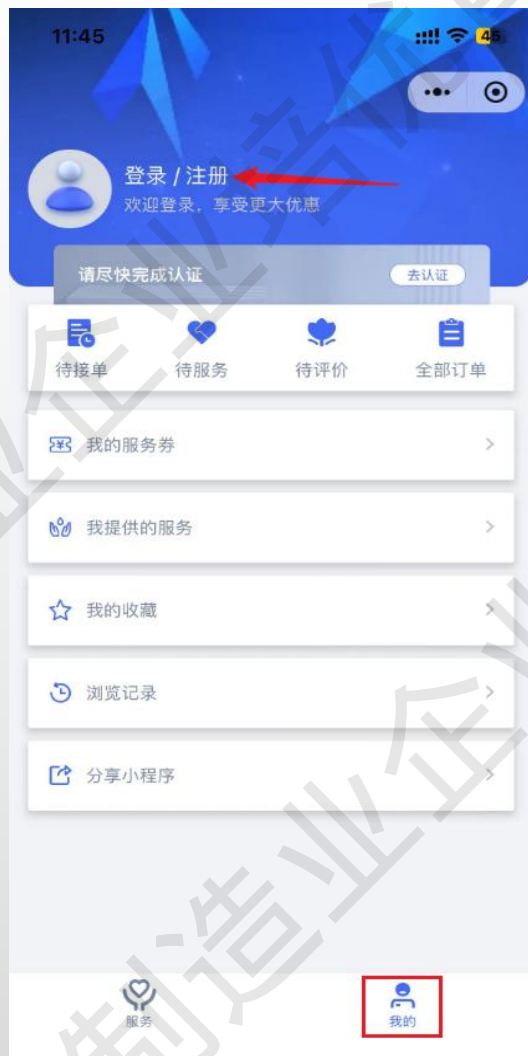 11:45
45
登录 / 注册
欢迎登录，享受更大优惠
请尽快完成认证
去认证
待接单 待服务 待评价 全部订单
我的服务券
我提供的服务
我的收藏
浏览记录
分享小程序
服务 我的